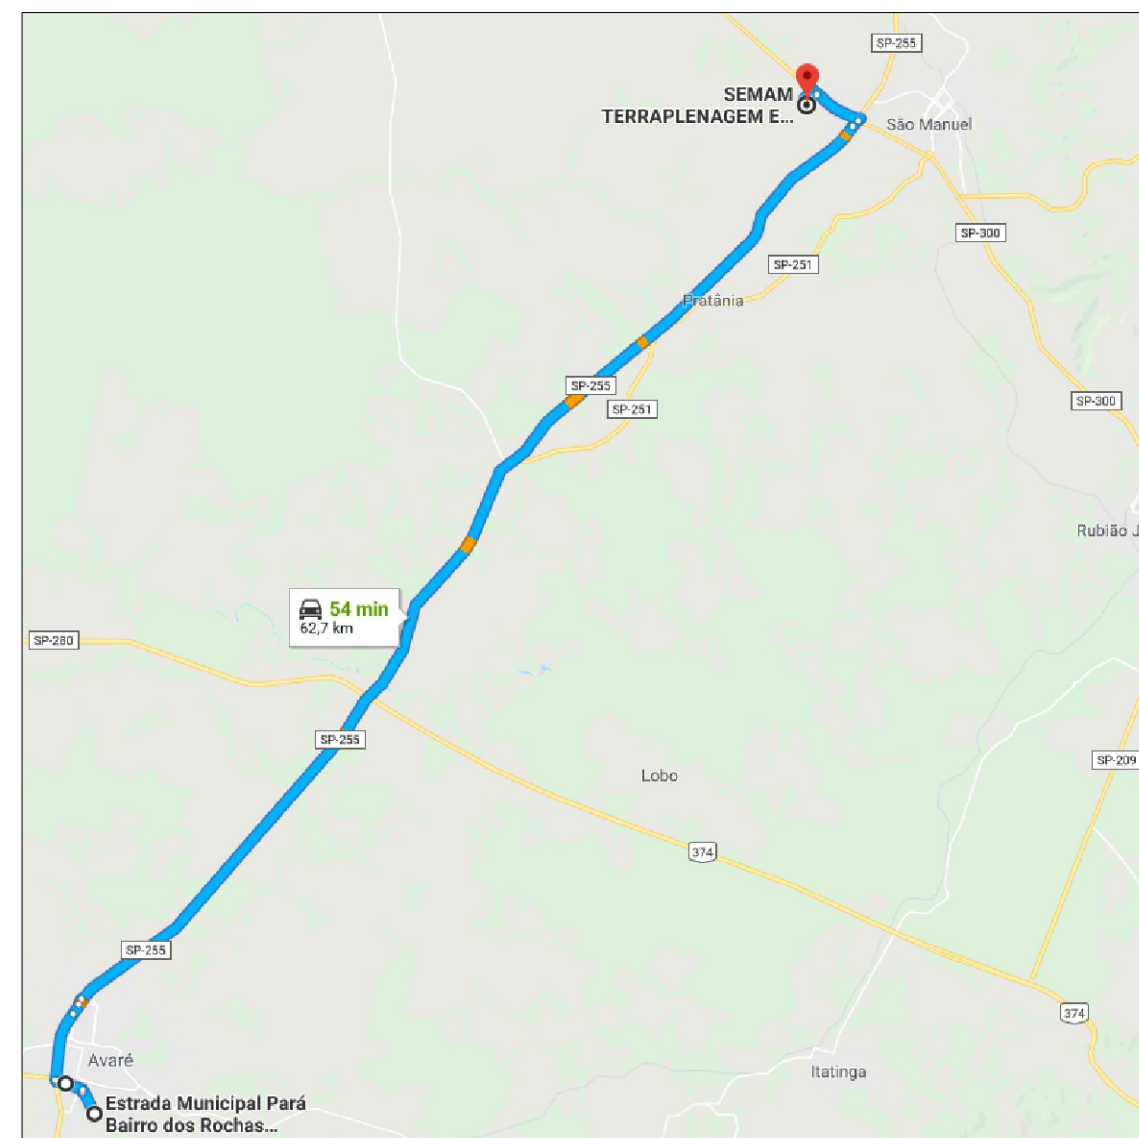 SP-255
SEMAM
TERRAPLENAGEM E...
São Manuel
SP-300
SP-251
Pratânia
SP-255
SP-251
SP-300
Rubião J
54 min
62,7 km
SP-280
SP-255
SP-209
Lobo
374
SP-255
374
Avaré
Itatinga
Estrada Municipal Pará
Bairro dos Rochas...